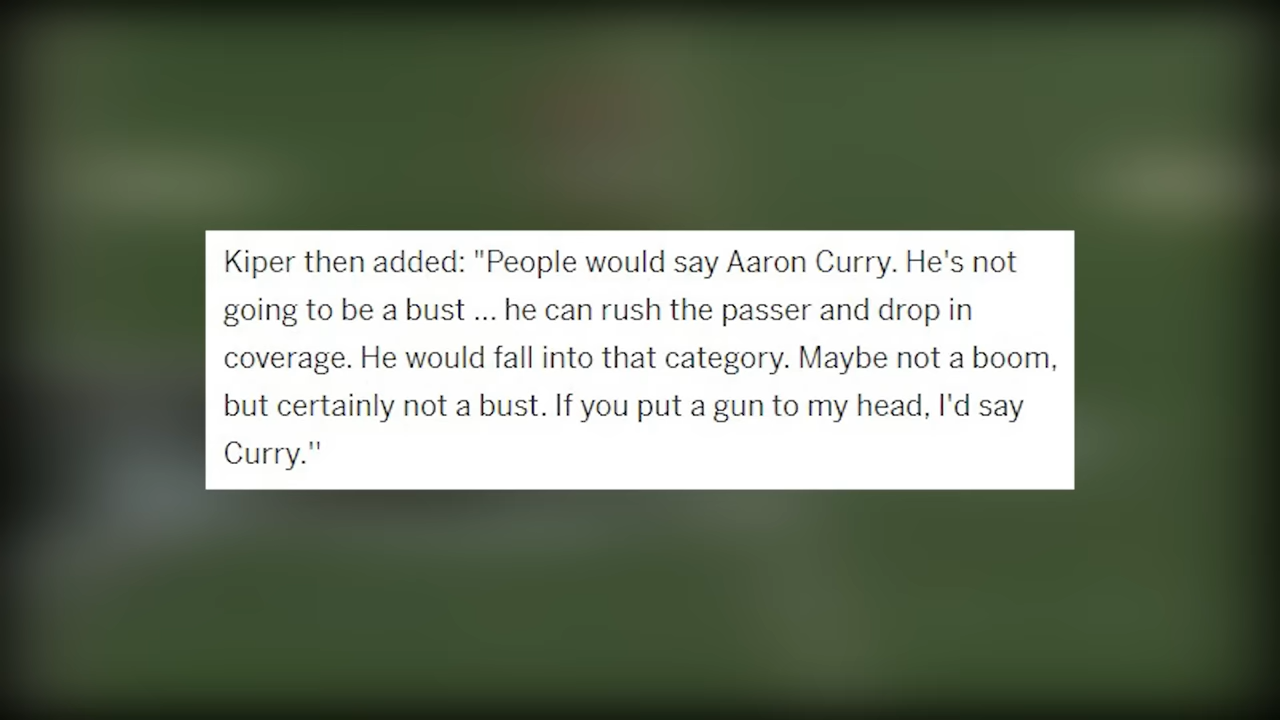 Kiper then added: "People would say Aaron Curry. He's not
going to be a bust ... he can rush the passer and drop in
coverage. He would fall into that category. Maybe not a boom,
but certainly not a bust. If you put a gun to my head, I'd say
Curry."